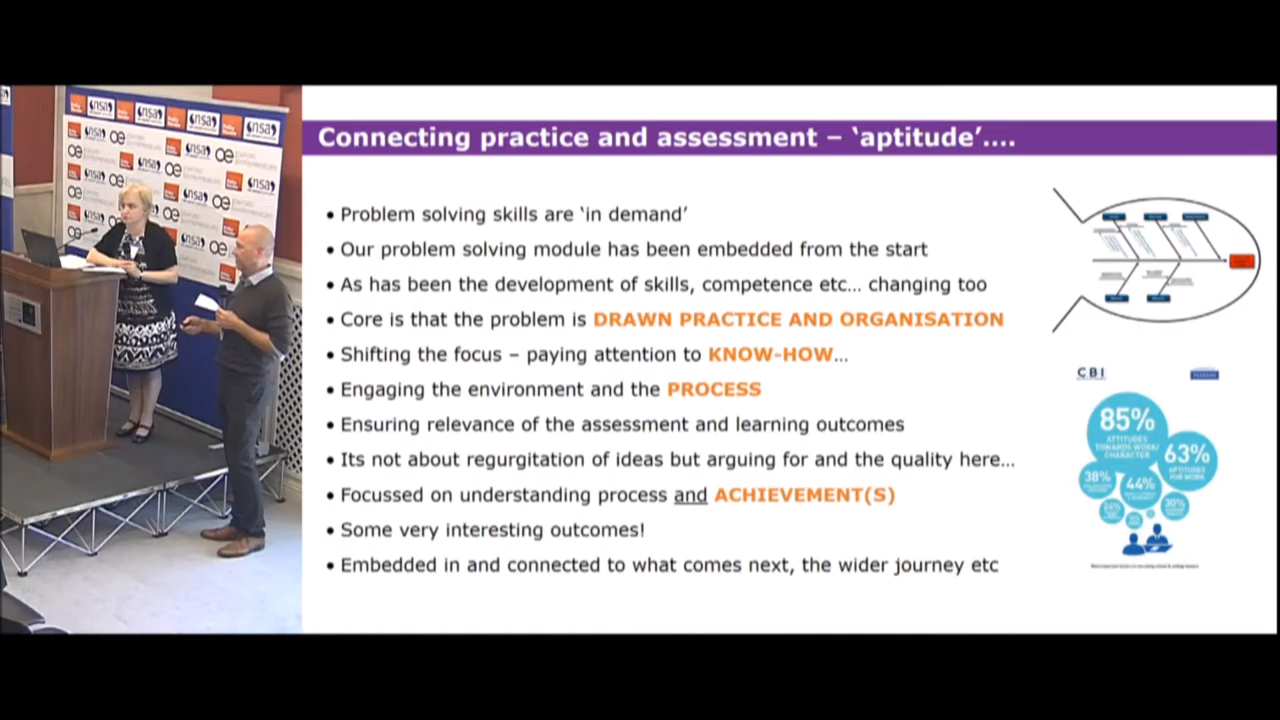 Connecting practice and assessment – ‘aptitude’....
• Problem solving skills are ‘in demand’
• Our problem solving module has been embedded from the start
• As has been the development of skills, competence etc… changing too
• Core is that the problem is DRAWN PRACTICE AND ORGANISATION
• Shifting the focus – paying attention to KNOW-HOW…
• Engaging the environment and the PROCESS
• Ensuring relevance of the assessment and learning outcomes
• Its not about regurgitation of ideas but arguing for and the quality here…
• Focussed on understanding process and ACHIEVEMENT(S)
• Some very interesting outcomes!
• Embedded in and connected to what comes next, the wider journey etc
CBI
85%
ATTITUDES
TOWARDS WORK/
CHARACTER
63%
APTITUDES
FOR WORK
38%
44%
30%
nsa
oe